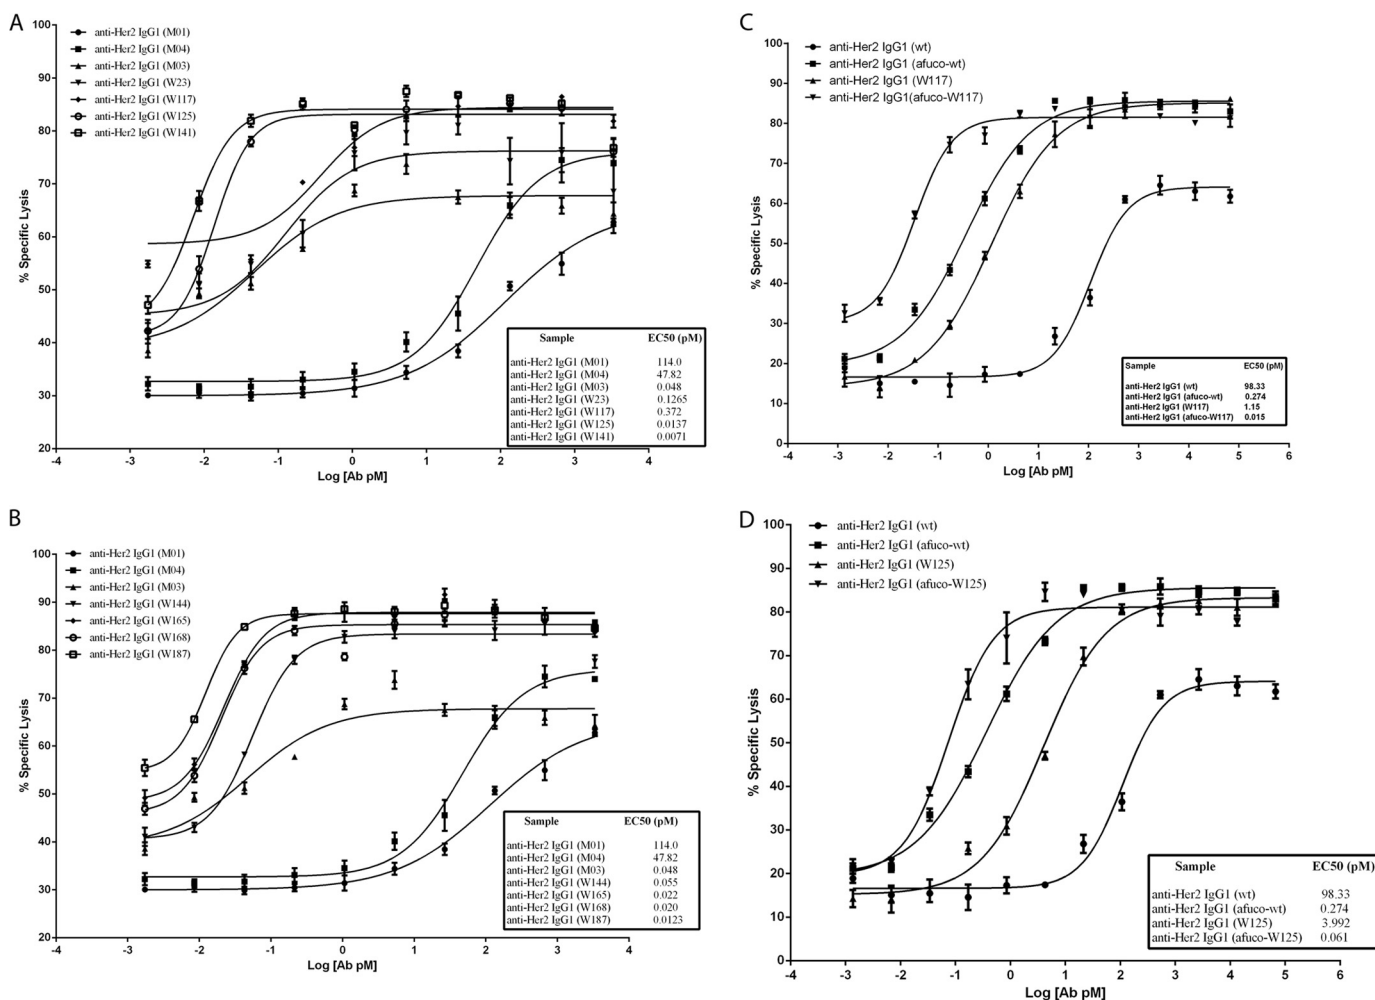 A
anti-Her2 IgG1 (M01)
anti-Her2 IgG1 (M04)
anti-Her2 IgG1 (M03)
anti-Her2 IgG1 (W23)
anti-Her2 IgG1 (W117)
anti-Her2 IgG1 (W125)
anti-Her2 IgG1 (W141)
100
90
80
70
60
50
40
30
20
% Specific Lysis
-4 -3 -2 -1 0 1 2 3 4
Log [Ab pM]
Sample EC50 (pM)
anti-Her2 IgG1 (M01) 114.0
anti-Her2 IgG1 (M04) 47.82
anti-Her2 IgG1 (M03) 0.048
anti-Her2 IgG1 (W23) 0.1265
anti-Her2 IgG1 (W117) 0.372
anti-Her2 IgG1 (W125) 0.0137
anti-Her2 IgG1 (W141) 0.0071
B
anti-Her2 IgG1 (M01)
anti-Her2 IgG1 (M04)
anti-Her2 IgG1 (M03)
anti-Her2 IgG1 (W144)
anti-Her2 IgG1 (W165)
anti-Her2 IgG1 (W168)
anti-Her2 IgG1 (W187)
100
90
80
70
60
50
40
30
20
% Specific Lysis
-4 -3 -2 -1 0 1 2 3 4
Log [Ab pM]
Sample EC50 (pM)
anti-Her2 IgG1 (M01) 114.0
anti-Her2 IgG1 (M04) 47.82
anti-Her2 IgG1 (M03) 0.048
anti-Her2 IgG1 (W144) 0.055
anti-Her2 IgG1 (W165) 0.022
anti-Her2 IgG1 (W168) 0.020
anti-Her2 IgG1 (W187) 0.0123
C
anti-Her2 IgG1 (wt)
anti-Her2 IgG1 (afuco-wt)
anti-Her2 IgG1 (W117)
anti-Her2 IgG1(afuco-W117)
100
90
80
70
60
50
40
30
20
10
0
% Specific Lysis
-4 -3 -2 -1 0 1 2 3 4 5 6
Log [Ab pM]
Sample EC50 (pM)
anti-Her2 IgG1 (wt) 98.33
anti-Her2 IgG1 (afuco-wt) 0.274
anti-Her2 IgG1 (W117) 1.15
anti-Her2 IgG1 (afuco-W117) 0.015
D
anti-Her2 IgG1 (wt)
anti-Her2 IgG1 (afuco-wt)
anti-Her2 IgG1 (W125)
anti-Her2 IgG1 (afuco-W125)
100
90
80
70
60
50
40
30
20
10
0
% Specific Lysis
-4 -3 -2 -1 0 1 2 3 4 5 6
Log [Ab pM]
Sample EC50 (pM)
anti-Her2 IgG1 (wt) 98.33
anti-Her2 IgG1 (afuco-wt) 0.274
anti-Her2 IgG1 (W125) 3.992
anti-Her2 IgG1 (afuco-W125) 0.061